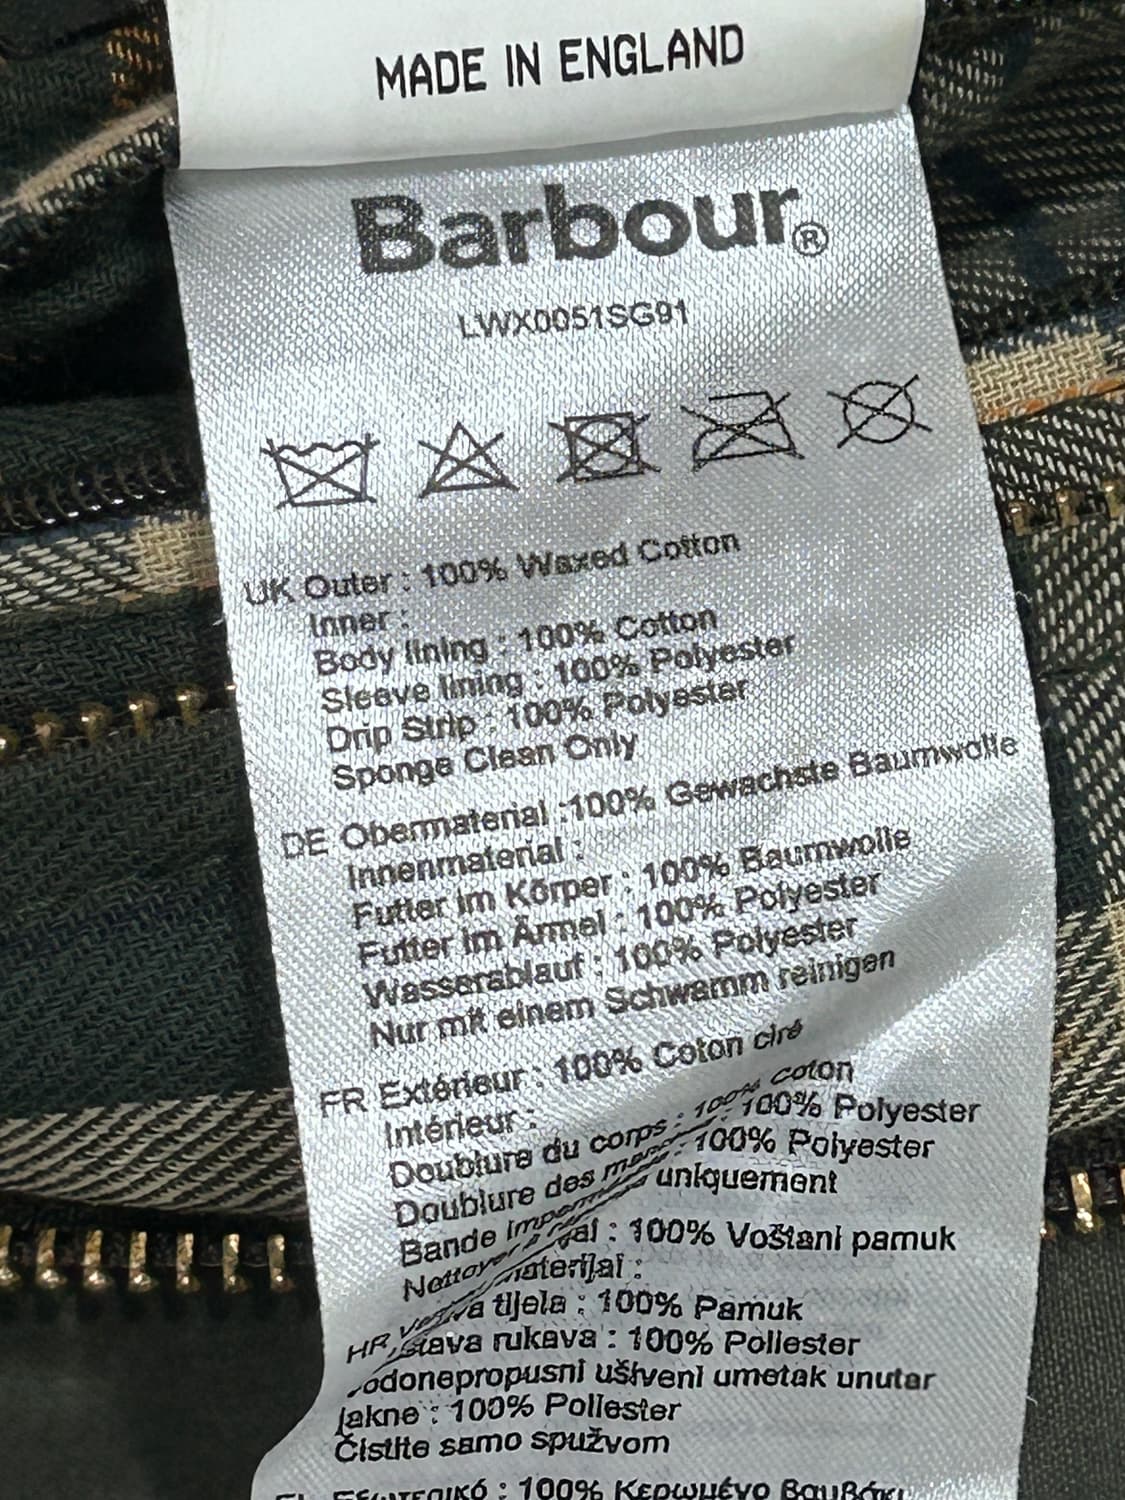 MADE IN ENGLAND
Barbour®
LWX0051SG91
UK Outer : 100% Waxed Cotton
Inner :
Body lining : 100% Cotton
Sleeve lining : 100% Polyester
Drip Strip : 100% Polyester
Sponge Clean Only
DE Obermaterial :100% Gewachste Baumwolle
Innenmaterial :
Futter im Körper : 100% Baumwolle
Futter im Ärmel : 100% Polyester
Wasserablauf : 100% Polyester
Nur mit einem Schwamm reinigen
FR Extérieur : 100% Coton ciré
Intérieur :
Doublure du corps : 100% coton
Doublure des : 100% Polyester
Bande : 100% Polyester
Nettoyer à uniquement
HR : 100% Voštani pamuk
tijela : 100% Pamuk
rukava : 100% Poliester
ušiveni umetak unutar
jakne : 100% Poliester
Čistite samo spužvom
: 100% Κερωμένο Βαμβάκι